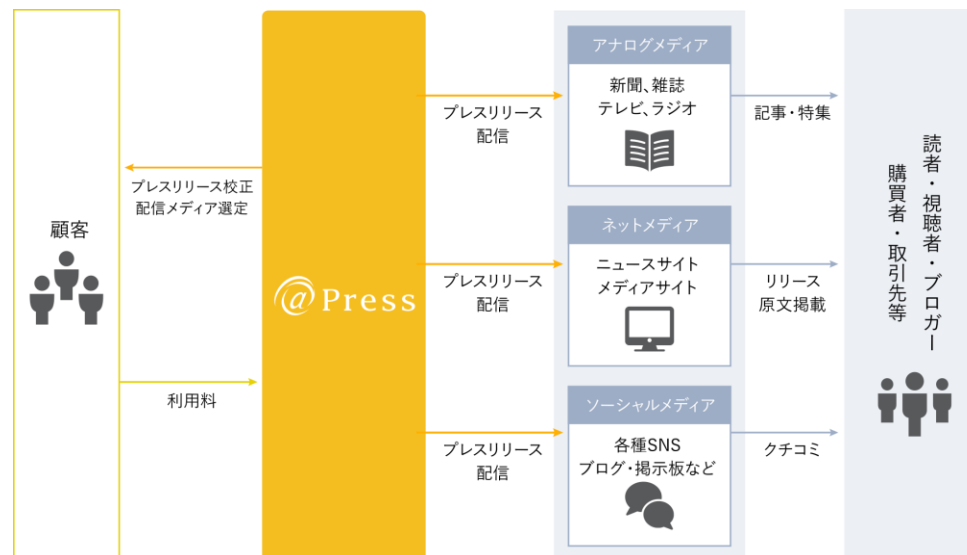 顧客
プレスリリース校正
配信メディア選定
利用料
@Press
プレスリリース
配信
アナログメディア
新聞、雑誌
テレビ、ラジオ
記事・特集
プレスリリース
配信
ネットメディア
ニュースサイト
メディアサイト
リリース
原文掲載
プレスリリース
配信
ソーシャルメディア
各種SNS
ブログ・掲示板など
クチコミ
読者・視聴者・ブロガー
購買者・取引先等